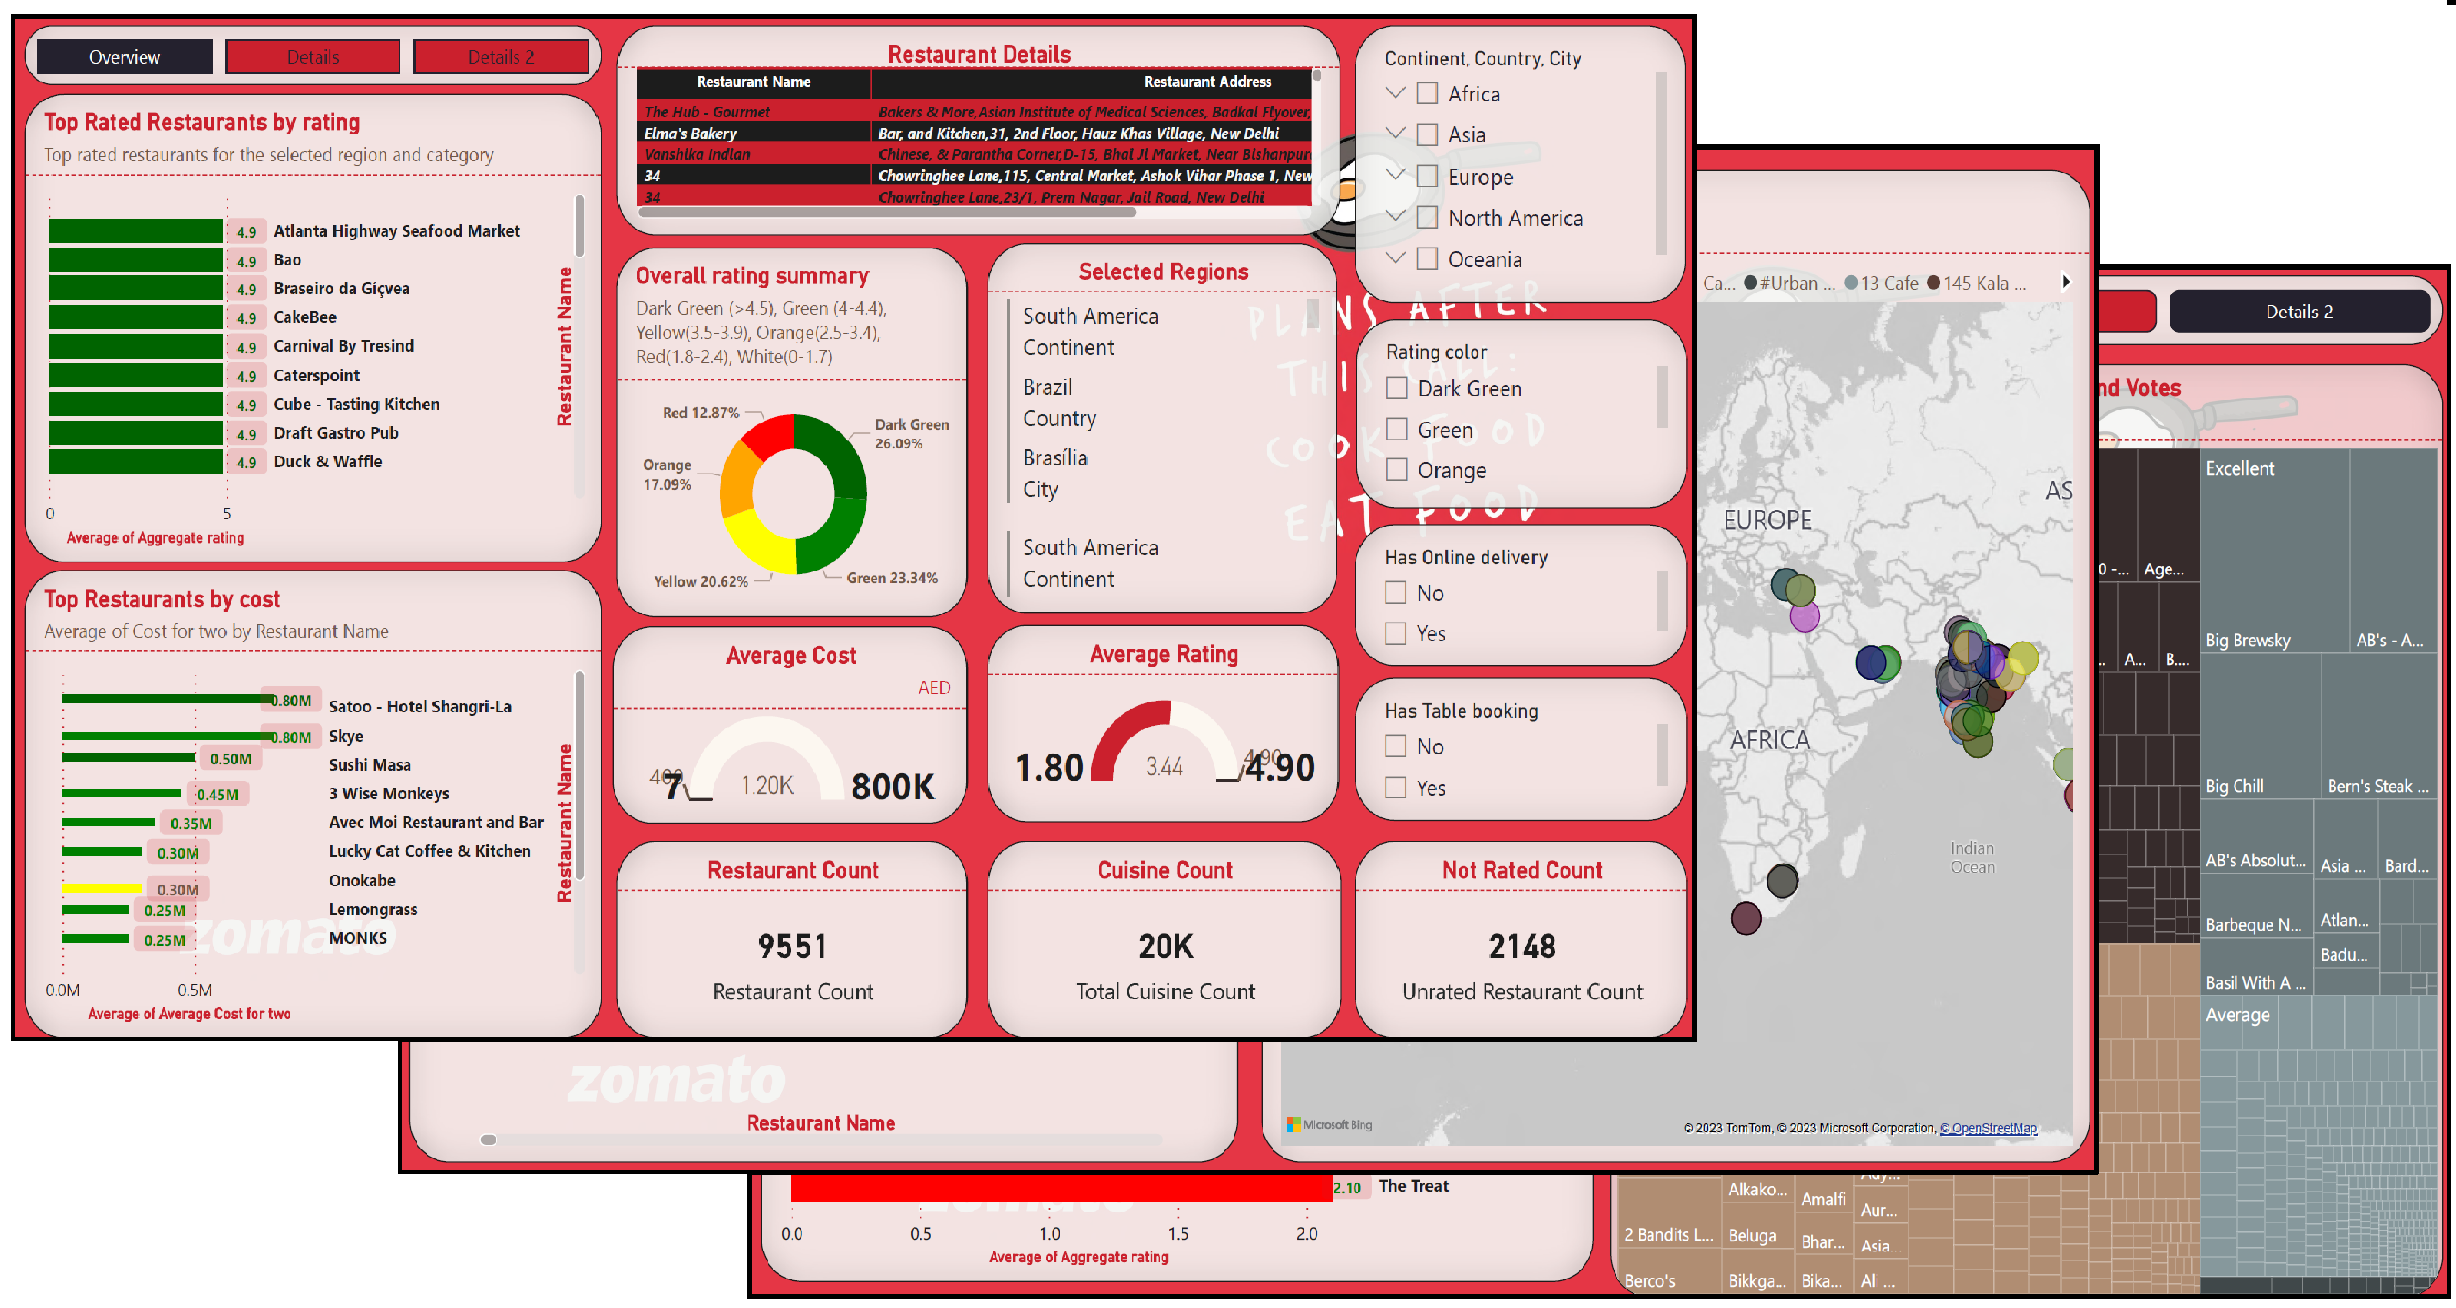 Overview
Details
Details 2
Top Rated Restaurants by rating
Top rated restaurants for the selected region and category
4.9 Atlanta Highway Seafood Market
4.9 Bao
4.9 Braseiro da Gíçvea
4.9 CakeBee
4.9 Carnival By Tresind
4.9 Caterspoint
4.9 Cube - Tasting Kitchen
4.9 Draft Gastro Pub
4.9 Duck & Waffle
Restaurant Name
0 5
Average of Aggregate rating
Top Restaurants by cost
Average of Cost for two by Restaurant Name
0.80M Satoo - Hotel Shangri-La
0.80M Skye
0.50M Sushi Masa
0.45M 3 Wise Monkeys
0.35M Avec Moi Restaurant and Bar
0.30M Lucky Cat Coffee & Kitchen
0.30M Onokabe
0.25M Lemongrass
0.25M MONKS
Restaurant Name
zomato
0.0M 0.5M
Average of Average Cost for two
Restaurant Details
Restaurant Name Restaurant Address
The Hub - Gourmet Bakers & More,Asian Institute of Medical Sciences, Badkal Flyover,
Elma's Bakery Bar, and Kitchen,31, 2nd Floor, Hauz Khas Village, New Delhi
Vanshika Indian Chinese, & Parantha Corner,D-15, Bhai Ji Market, Near Bishanpura
34 Chowringhee Lane,115, Central Market, Ashok Vihar Phase 1, New
34 Chowringhee Lane,23/1, Prem Nagar, Jail Road, New Delhi
Overall rating summary
Dark Green (>4.5), Green (4-4.4),
Yellow(3.5-3.9), Orange(2.5-3.4),
Red(1.8-2.4), White(0-1.7)
Red 12.87%
Dark Green
26.09%
Orange
17.09%
Yellow 20.62%
Green 23.34%
Selected Regions
South America
Continent
Brazil
Country
Brasília
City
South America
Continent
PLANS AFTER
THIS CALL:
COOK FOOD
EAT FOOD
Average Cost
AED
400
7
1.20K
800K
Average Rating
1.80
3.44
4.90
4.90
Restaurant Count
9551
Restaurant Count
Cuisine Count
20K
Total Cuisine Count
Not Rated Count
2148
Unrated Restaurant Count
Continent, Country, City
Africa
Asia
Europe
North America
Oceania
Rating color
Dark Green
Green
Orange
Has Online delivery
No
Yes
Has Table booking
No
Yes
Ca... #Urban ... 13 Cafe 145 Kala ...
AS
EUROPE
AFRICA
Indian
Ocean
Microsoft Bing
© 2023 TomTom, © 2023 Microsoft Corporation, © OpenStreetMap
zomato
Restaurant Name
Details 2
nd Votes
Excellent
0 -... Age...
Big Brewsky AB's - A...
A... B....
Big Chill Bern's Steak ...
AB's Absolut... Asia ... Bard...
Barbeque N... Atlan...
Badu...
Basil With A ...
Average
2.10 The Treat
zomato
0.0 0.5 1.0 1.5 2.0
Average of Aggregate rating
Alkako... Amalfi
Aur...
2 Bandits L... Beluga Bhar... Asia...
Berco's Bikkga... Bika... Al ...